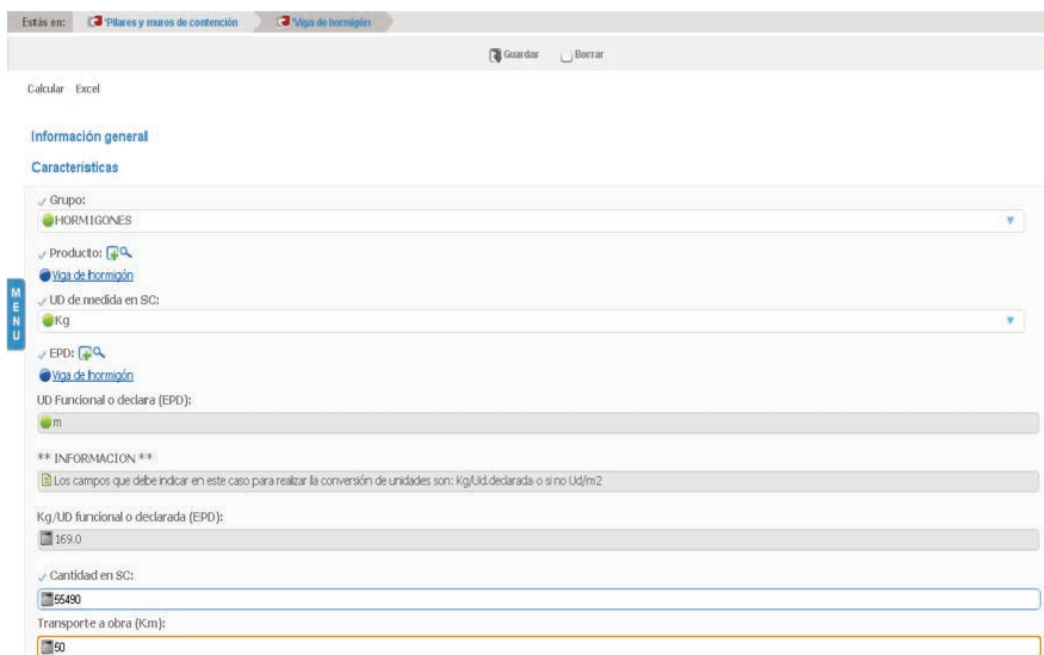 Estás en: 'Pilares y muros de contención 'Viga de hormigón
Guardar Borrar
Calcular Excel
Información general
Características
Grupo:
HORMIGONES
Producto:
Viga de hormigón
MENU
UD de medida en SC:
Kg
EPD:
Viga de hormigón
UD Funcional o declara (EPD):
m
** INFORMACION **
Los campos que debe indicar en este caso para realizar la conversión de unidades son: Kg/Ud.declarada o si no Ud/m2
Kg/UD funcional o declarada (EPD):
169.0
Cantidad en SC:
55490
Transporte a obra (Km):
50